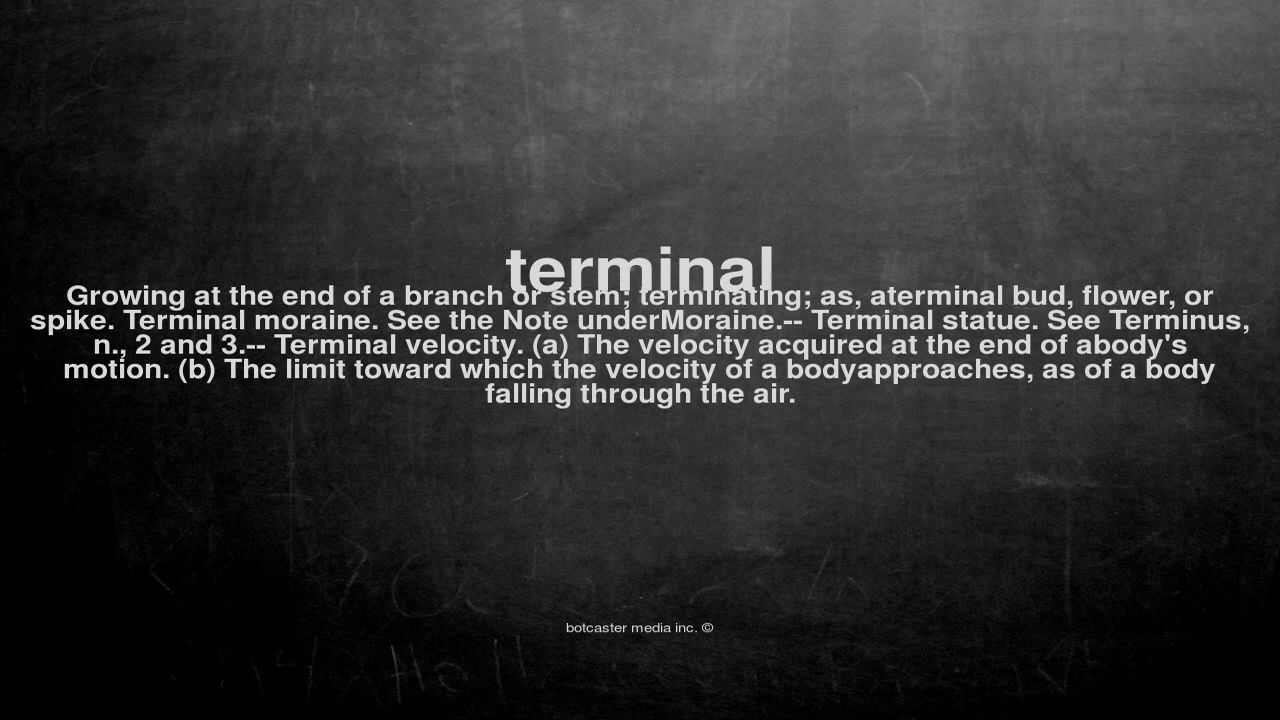 terminal
Growing at the end of a branch or stem; terminating; as, aterminal bud, flower, or
spike. Terminal moraine. See the Note underMoraine.-- Terminal statue. See Terminus,
n., 2 and 3.-- Terminal velocity. (a) The velocity acquired at the end of abody's
motion. (b) The limit toward which the velocity of a bodyapproaches, as of a body
falling through the air.
botcaster media inc. ©